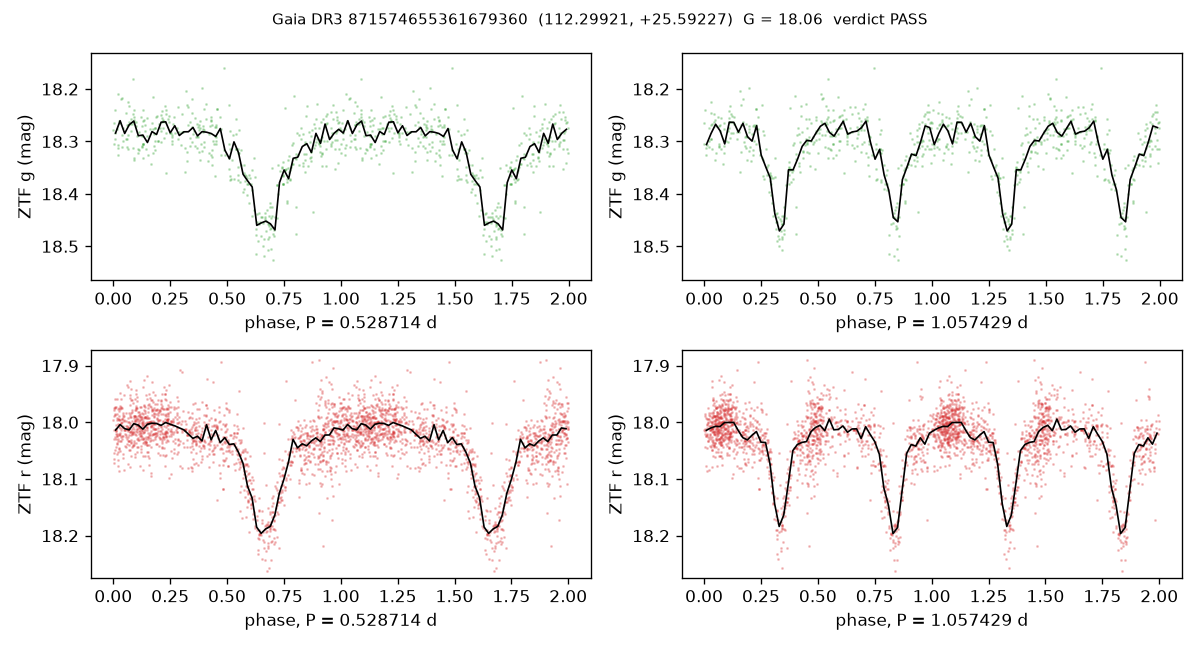 Gaia DR3 871574655361679360 (112.29921, +25.59227) G = 18.06 verdict PASS
ZTF g (mag)
18.2
18.3
18.4
18.5
0.00 0.25 0.50 0.75 1.00 1.25 1.50 1.75 2.00
phase, P = 0.528714 d
ZTF g (mag)
18.2
18.3
18.4
18.5
0.00 0.25 0.50 0.75 1.00 1.25 1.50 1.75 2.00
phase, P = 1.057429 d
ZTF r (mag)
17.9
18.0
18.1
18.2
0.00 0.25 0.50 0.75 1.00 1.25 1.50 1.75 2.00
phase, P = 0.528714 d
ZTF r (mag)
17.9
18.0
18.1
18.2
0.00 0.25 0.50 0.75 1.00 1.25 1.50 1.75 2.00
phase, P = 1.057429 d